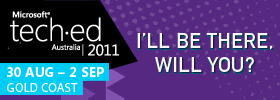 Microsoft®
tech·ed
Australia | 2011
30 AUG – 2 SEP
GOLD COAST
I'LL BE THERE,
WILL YOU?